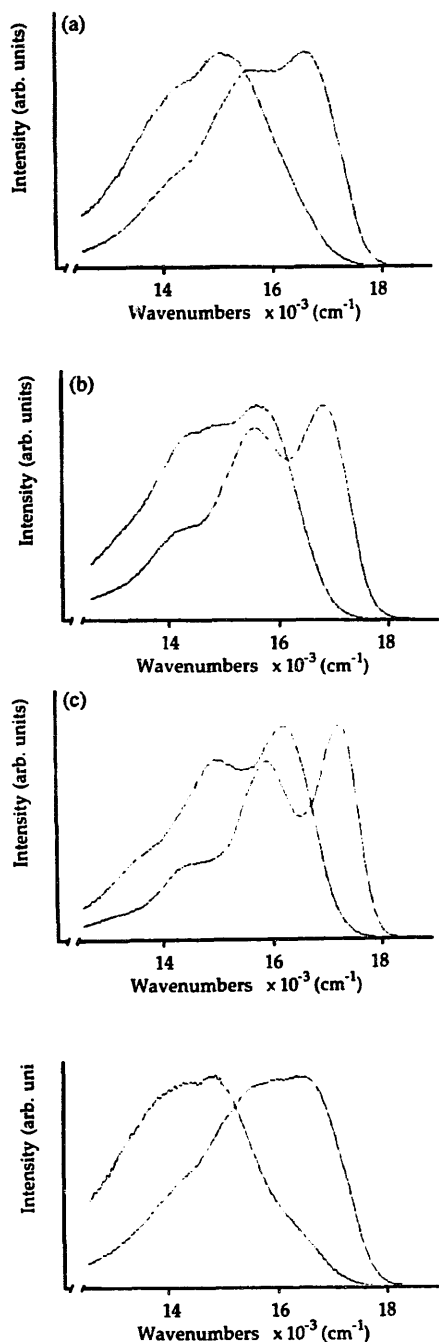 (a)
Intensity (arb. units)
14 16 18
Wavenumbers x 10⁻³ (cm⁻¹)
(b)
Intensity (arb. units)
14 16 18
Wavenumbers x 10⁻³ (cm⁻¹)
(c)
Intensity (arb. units)
14 16 18
Wavenumbers x 10⁻³ (cm⁻¹)
Intensity (arb. uni
14 16 18
Wavenumbers x 10⁻³ (cm⁻¹)